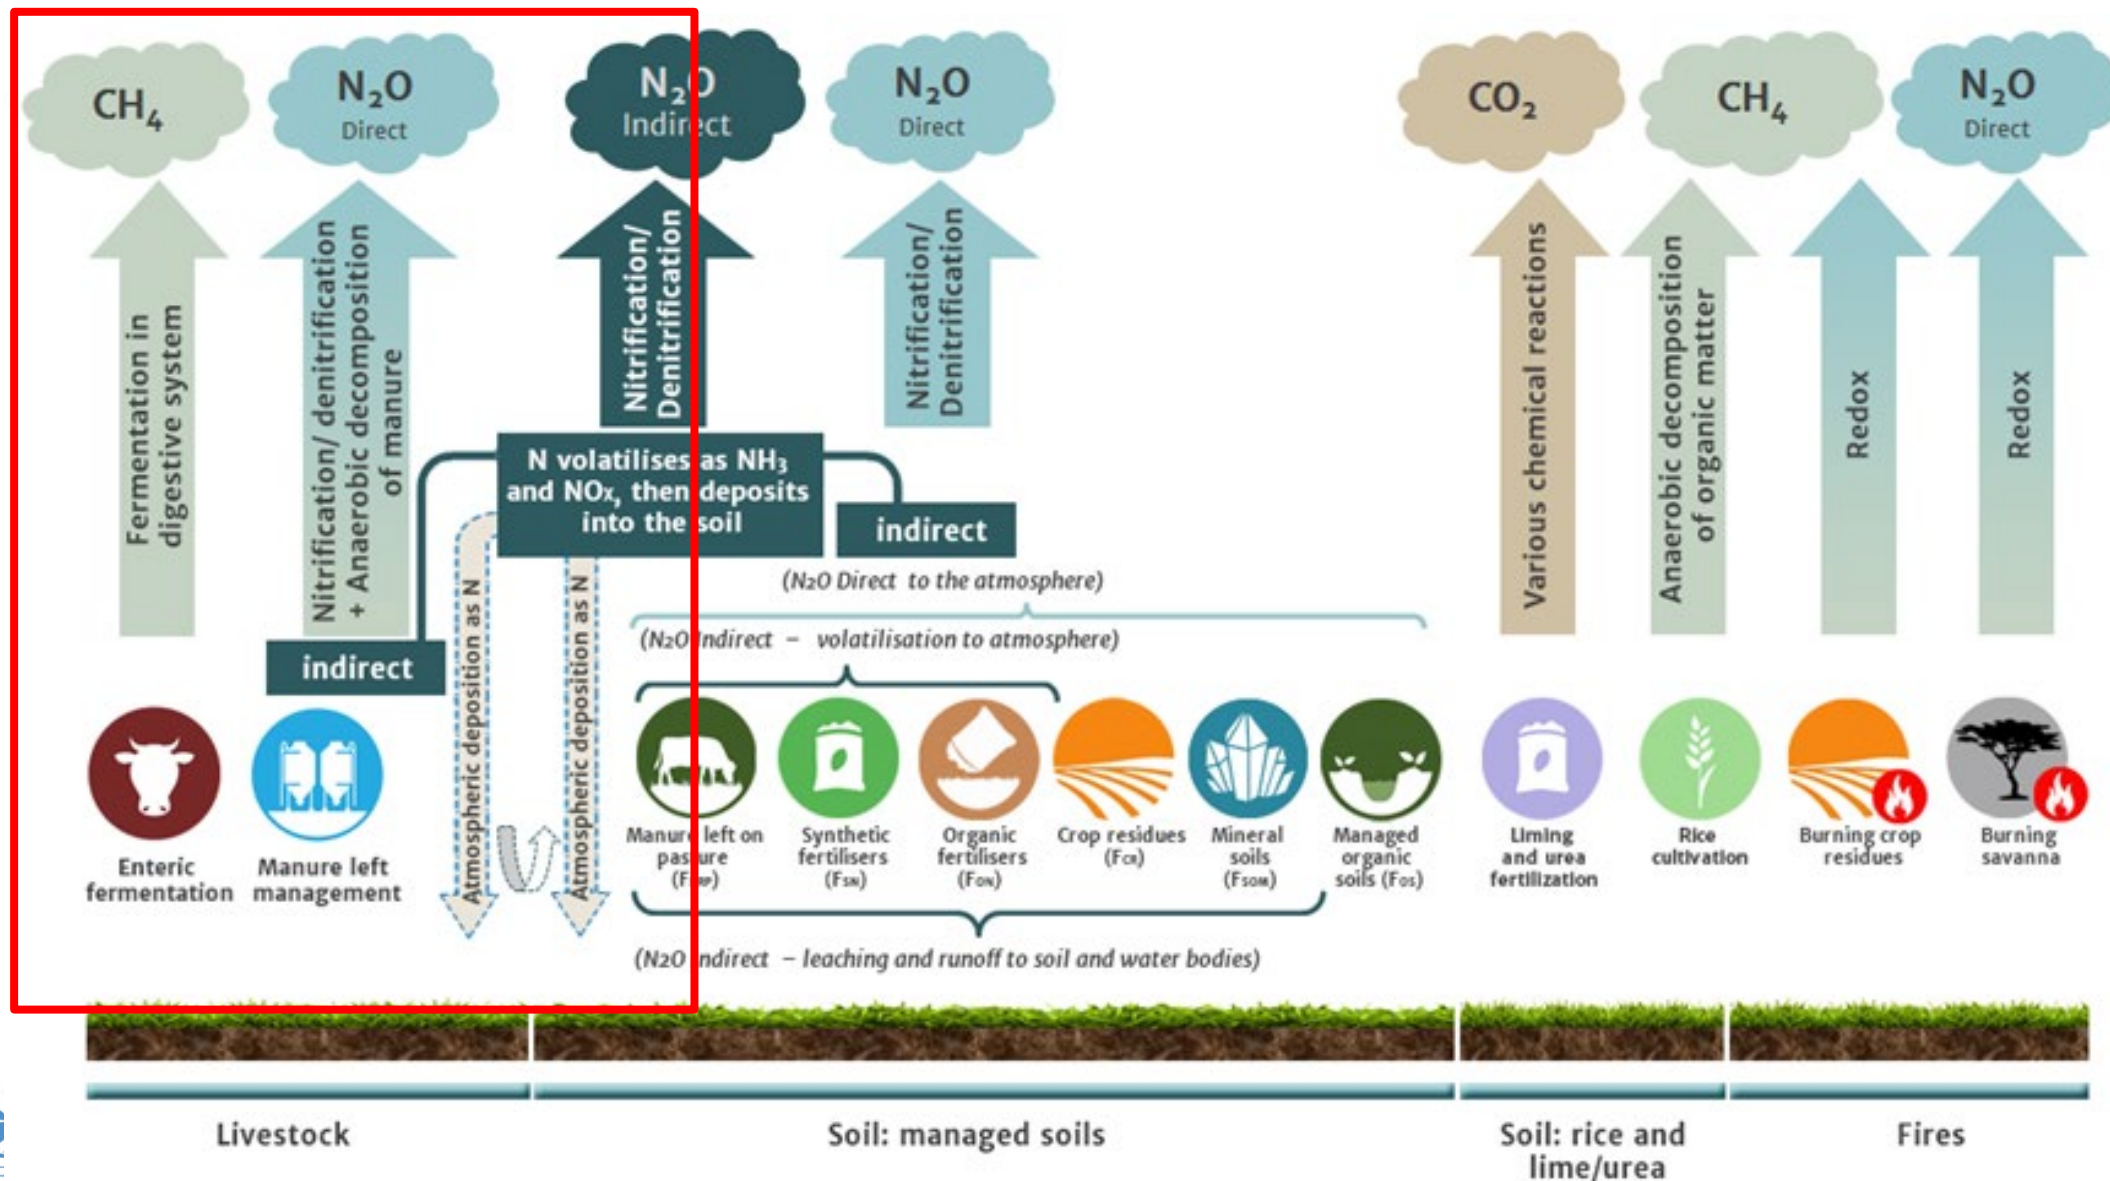 CH₄
N₂O
Direct
N₂O
Indirect
N₂O
Direct
CO₂
CH₄
N₂O
Direct
Fermentation in
digestive system
Nitrification/ denitrification
+ Anaerobic decomposition
of manure
Nitrification/
Denitrification
Nitrification/
Denitrification
Various chemical reactions
Anaerobic decomposition
of organic matter
Redox
Redox
N volatilises as NH₃
and NOx, then deposits
into the soil
indirect
indirect
Atmospheric deposition as N
Atmospheric deposition as N
(N2O Direct to the atmosphere)
(N2O Indirect – volatilisation to atmosphere)
Enteric
fermentation
Manure left
management
Manure left on
pasture
Synthetic
fertilisers
(FSN)
Organic
fertilisers
(FON)
Crop residues
(FCR)
Mineral
soils
(FSOM)
Managed
organic
soils (FOS)
Liming
and urea
fertilization
Rice
cultivation
Burning crop
residues
Burning
savanna
(N2O Indirect – leaching and runoff to soil and water bodies)
Livestock
Soil: managed soils
Soil: rice and
lime/urea
Fires